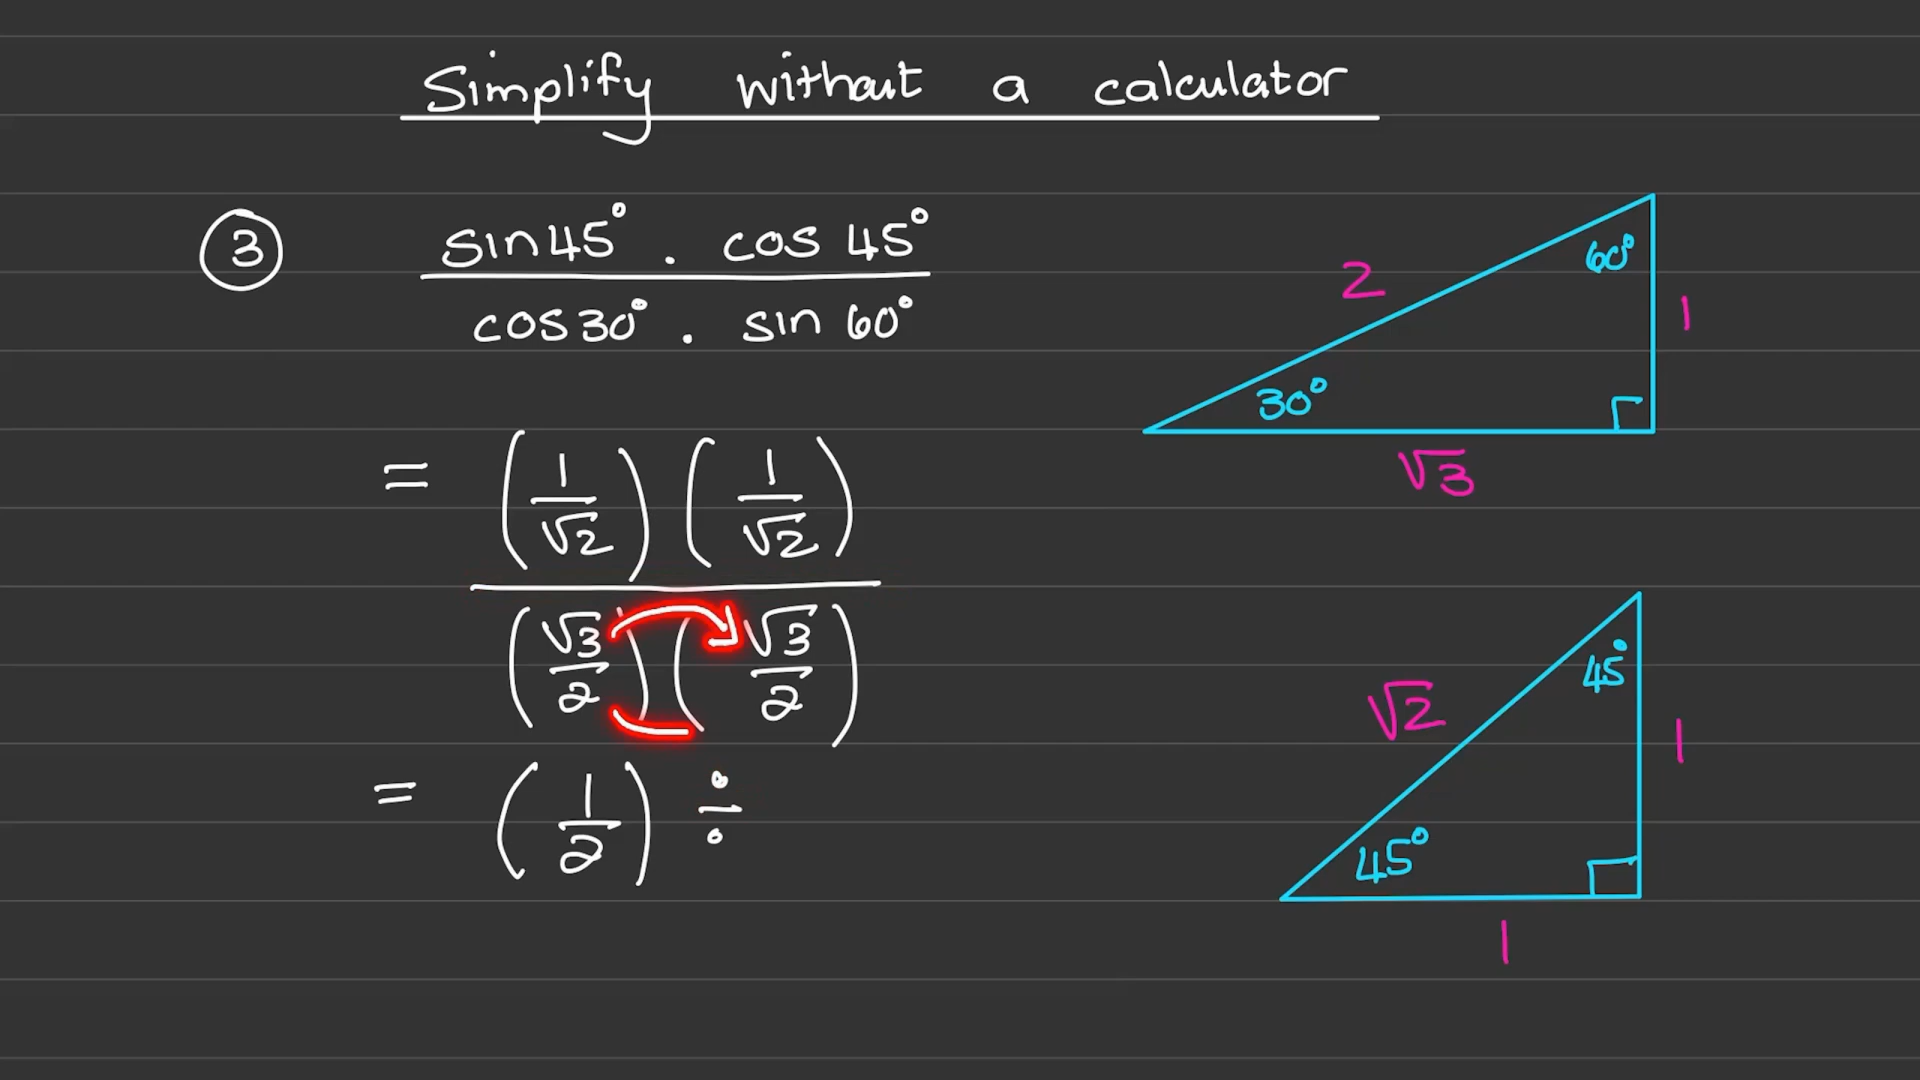 Simplify without a calculator
3
sin45° . cos 45°
cos30° . sin 60°
= (1/√2) (1/√2)
(√3/2) (√3/2)
= (1/2) ÷
60°
2
1
30°
√3
45°
√2
1
45°
1